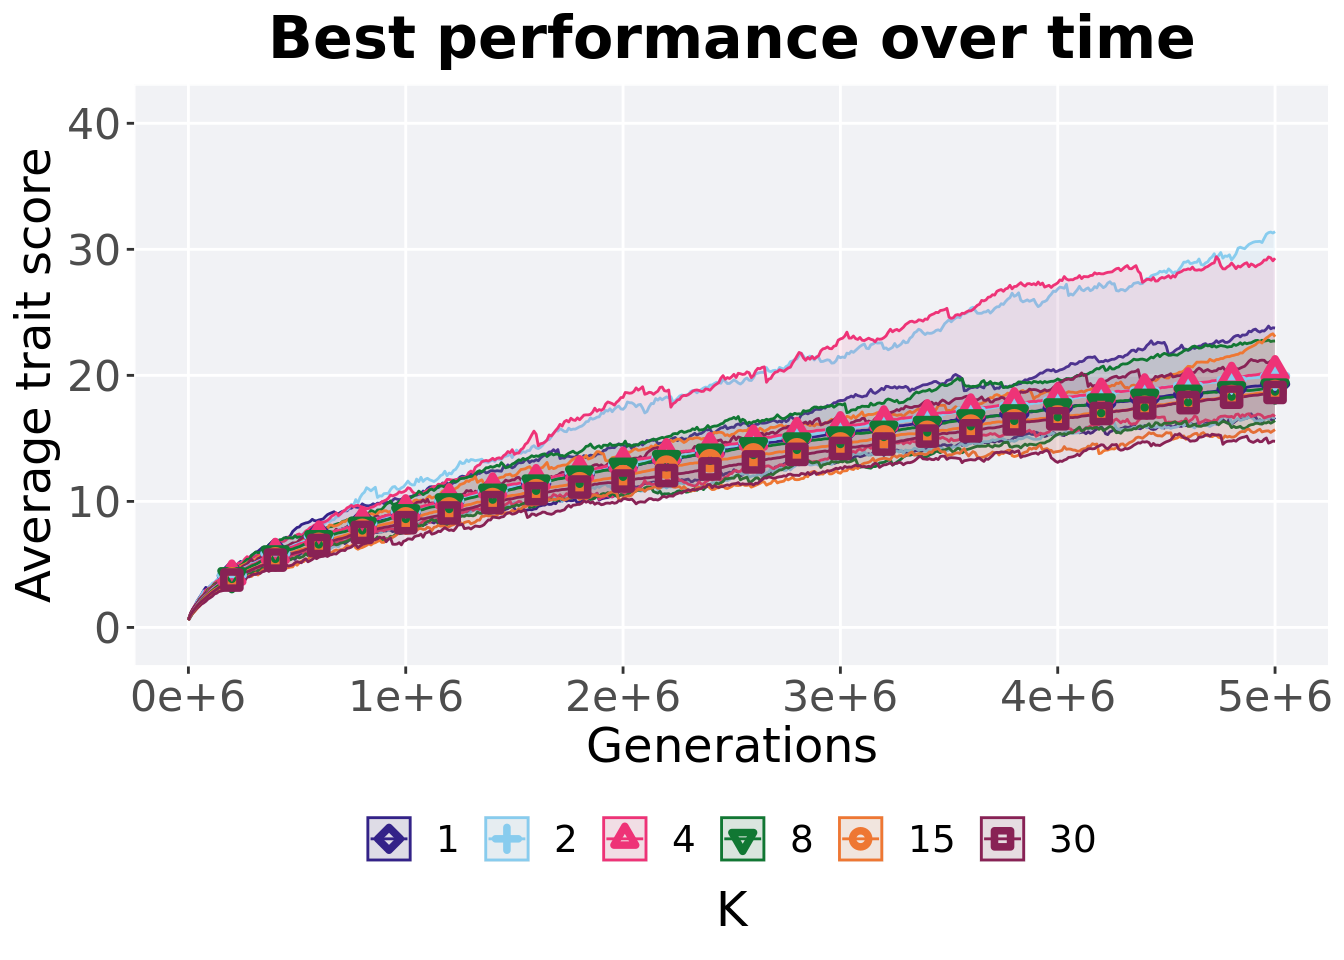 Best performance over time
Average trait score
40
30
20
10
0
0e+6 1e+6 2e+6 3e+6 4e+6 5e+6
Generations
1 2 4 8 15 30
K